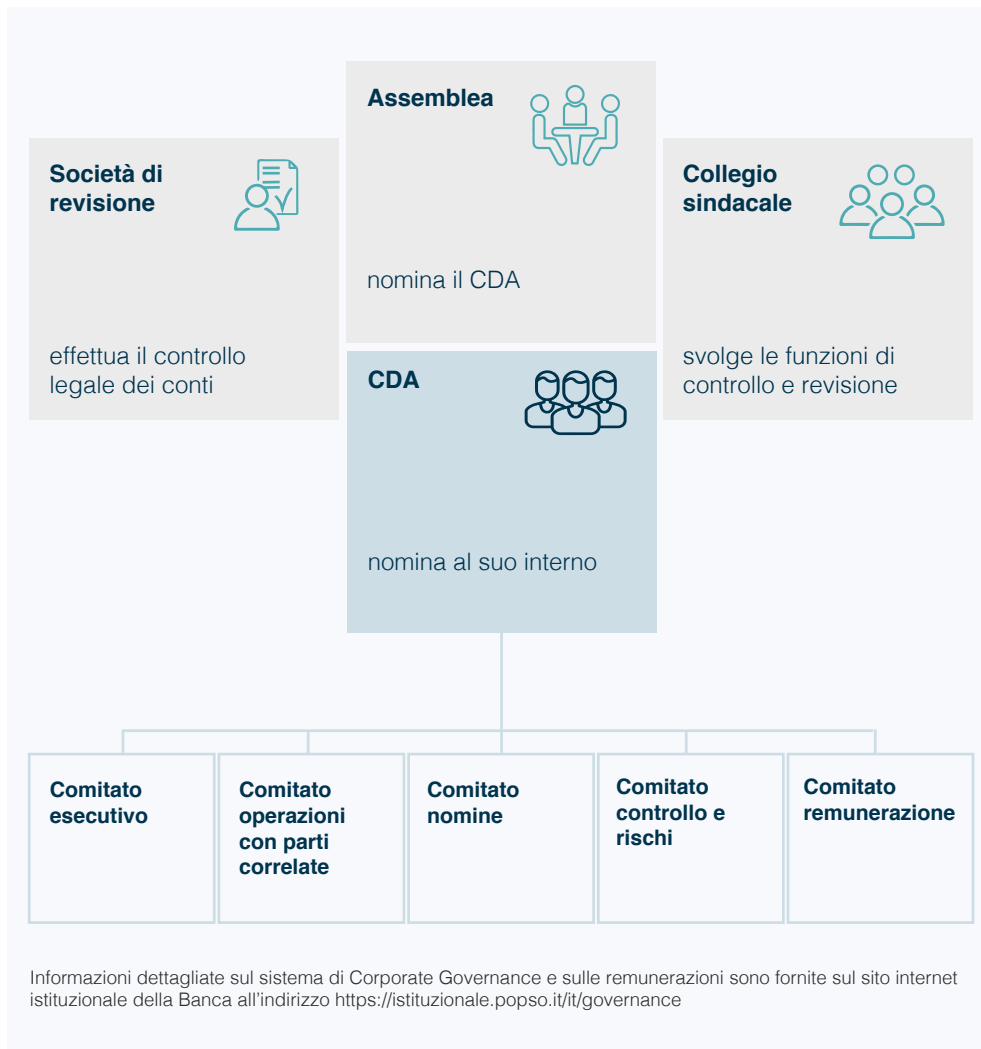 Assemblea
nomina il CDA
Società di
revisione
effettua il controllo
legale dei conti
Collegio
sindacale
svolge le funzioni di
controllo e revisione
CDA
nomina al suo interno
Comitato
esecutivo
Comitato
operazioni
con parti
correlate
Comitato
nomine
Comitato
controllo e
rischi
Comitato
remunerazione
Informazioni dettagliate sul sistema di Corporate Governance e sulle remunerazioni sono fornite sul sito internet
istituzionale della Banca all'indirizzo https://istituzionale.popso.it/it/governance